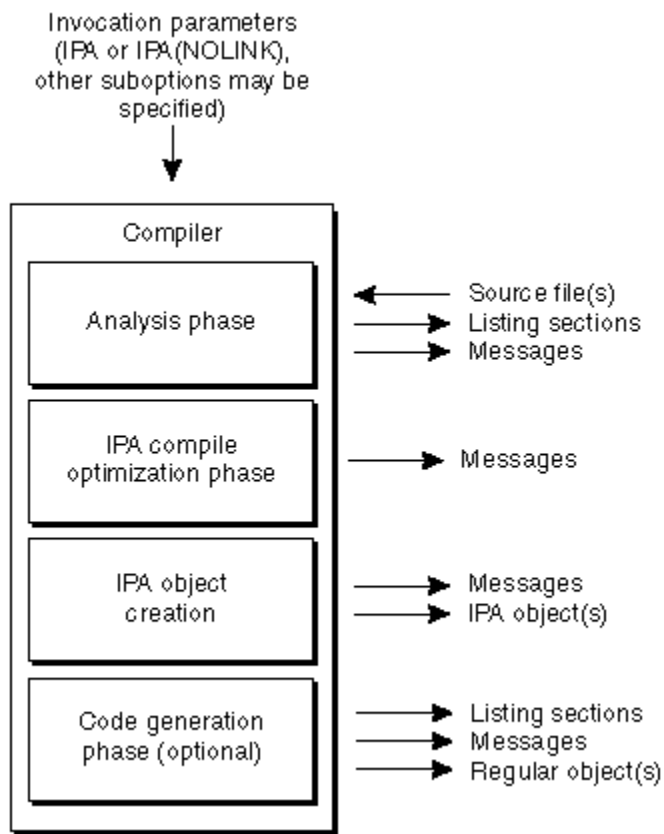 Invocation parameters
(IPA or IPA(NOLINK),
other suboptions may be
specified)
Compiler
Analysis phase
Source file(s)
Listing sections
Messages
IPA compile
optimization phase
Messages
IPA object
creation
Messages
IPA object(s)
Code generation
phase (optional)
Listing sections
Messages
Regular object(s)